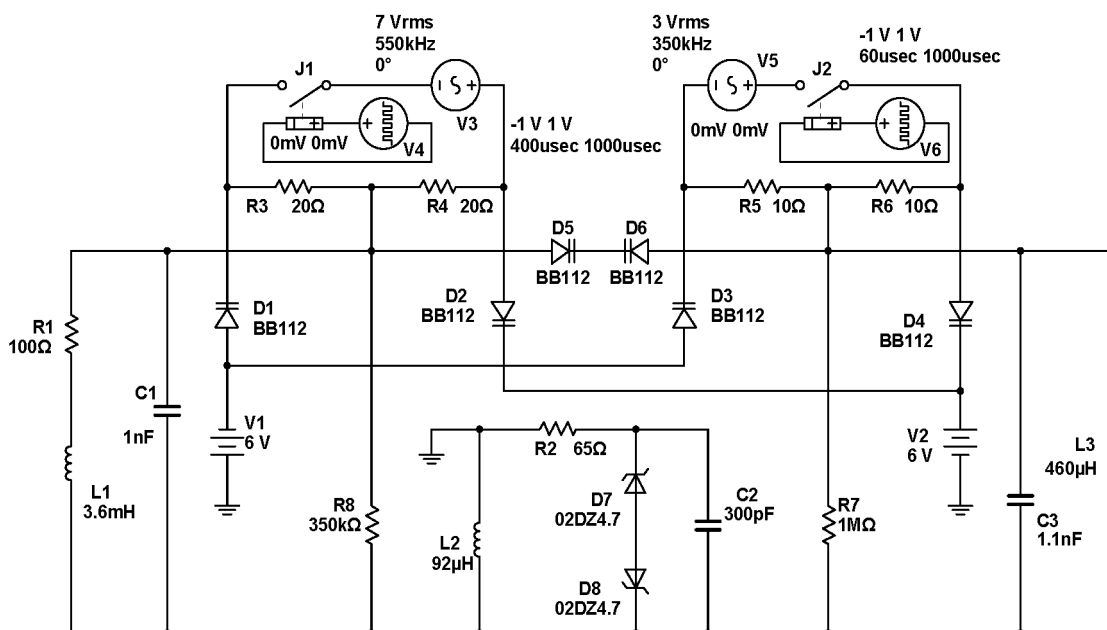 7 Vrms
550kHz
0°
3 Vrms
350kHz
0°
-1 V 1 V
60usec 1000usec
J1
V3
V5
J2
0mV 0mV
V4
-1 V 1 V
400usec 1000usec
0mV 0mV
V6
R3 20Ω
R4 20Ω
R5 10Ω
R6 10Ω
D5
BB112
D6
BB112
D1
BB112
D2
BB112
D3
BB112
D4
BB112
R1
100Ω
C1
1nF
V1
6 V
R2 65Ω
V2
6 V
L3
460µH
L1
3.6mH
R8
350kΩ
D7
02DZ4.7
C2
300pF
R7
1MΩ
C3
1.1nF
L2
92µH
D8
02DZ4.7